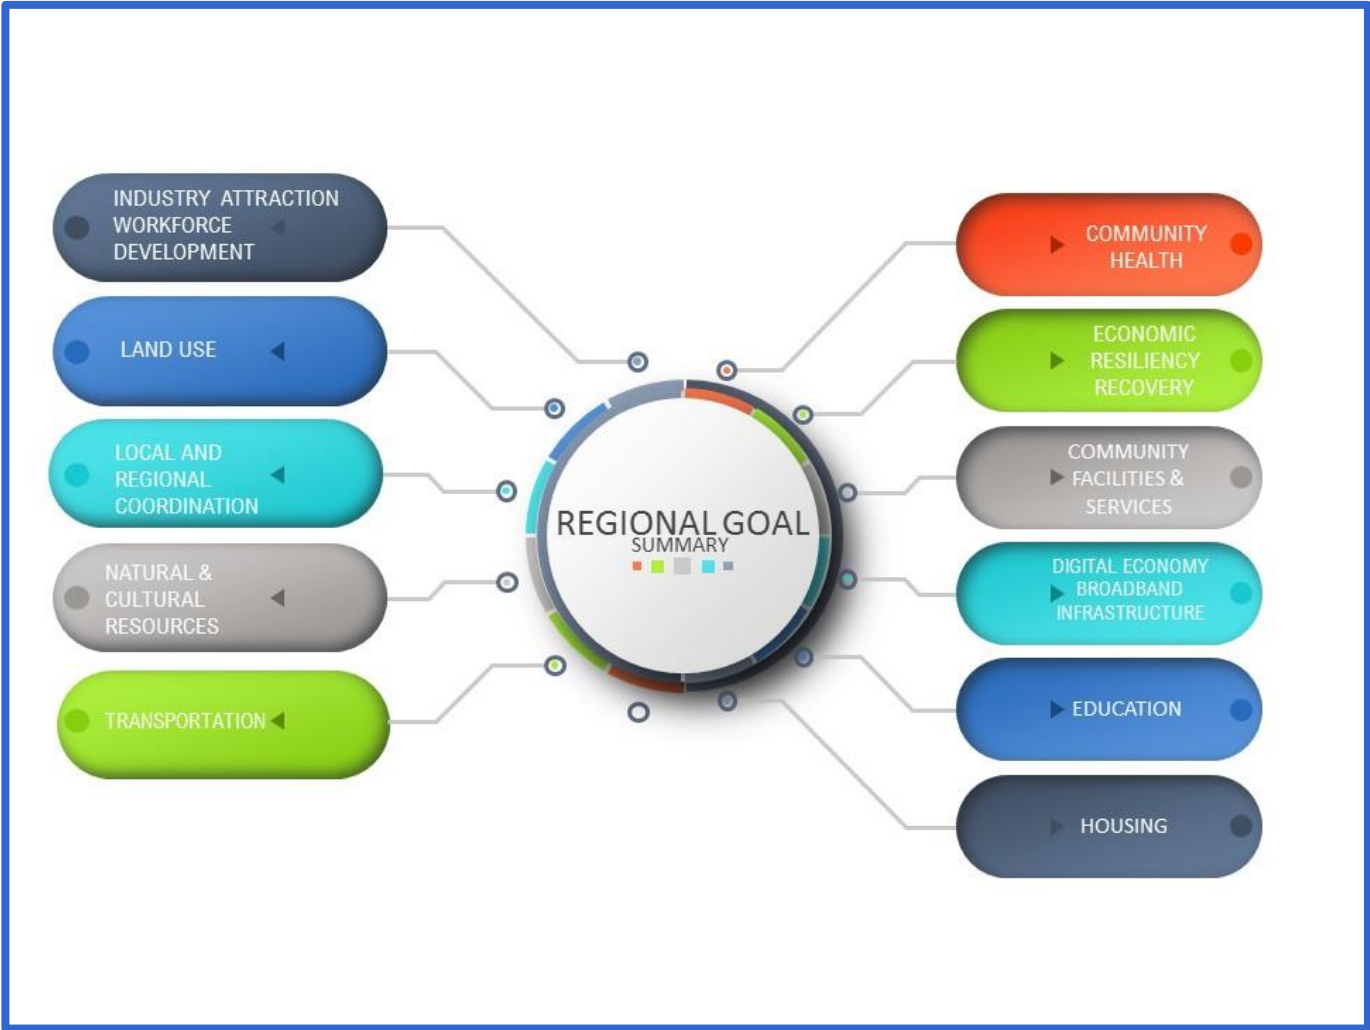 INDUSTRY ATTRACTION
WORKFORCE
DEVELOPMENT
LAND USE
LOCAL AND
REGIONAL
COORDINATION
NATURAL &
CULTURAL
RESOURCES
TRANSPORTATION
REGIONAL GOAL
SUMMARY
COMMUNITY
HEALTH
ECONOMIC
RESILIENCY
RECOVERY
COMMUNITY
FACILITIES &
SERVICES
DIGITAL ECONOMY
BROADBAND
INFRASTRUCTURE
EDUCATION
HOUSING